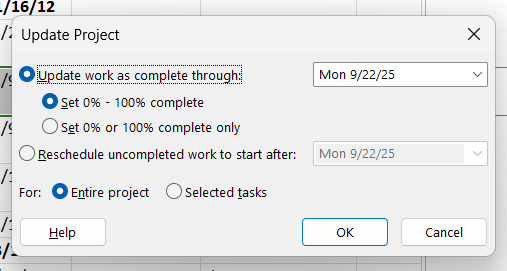 1/16/12
Update Project
Update work as complete through:
Mon 9/22/25
Set 0% - 100% complete
Set 0% or 100% complete only
Reschedule uncompleted work to start after:
Mon 9/22/25
For:
Entire project
Selected tasks
Help
OK
Cancel